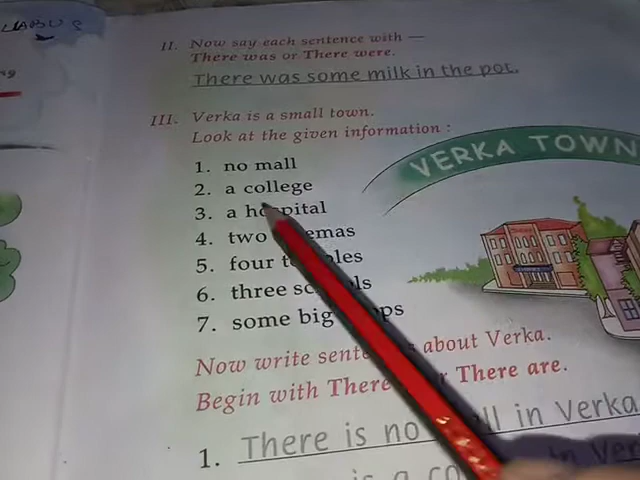 II. Now say each sentence with —
There was or There were.
There was some milk in the pot.
III. Verka is a small town.
Look at the given information :
VERKA TOWN
1. no mall
2. a college
3. a hospital
4. two
5. four
6. three
7. some big
Now write about Verka.
Begin with There There are.
1. There is no in Verka
is a